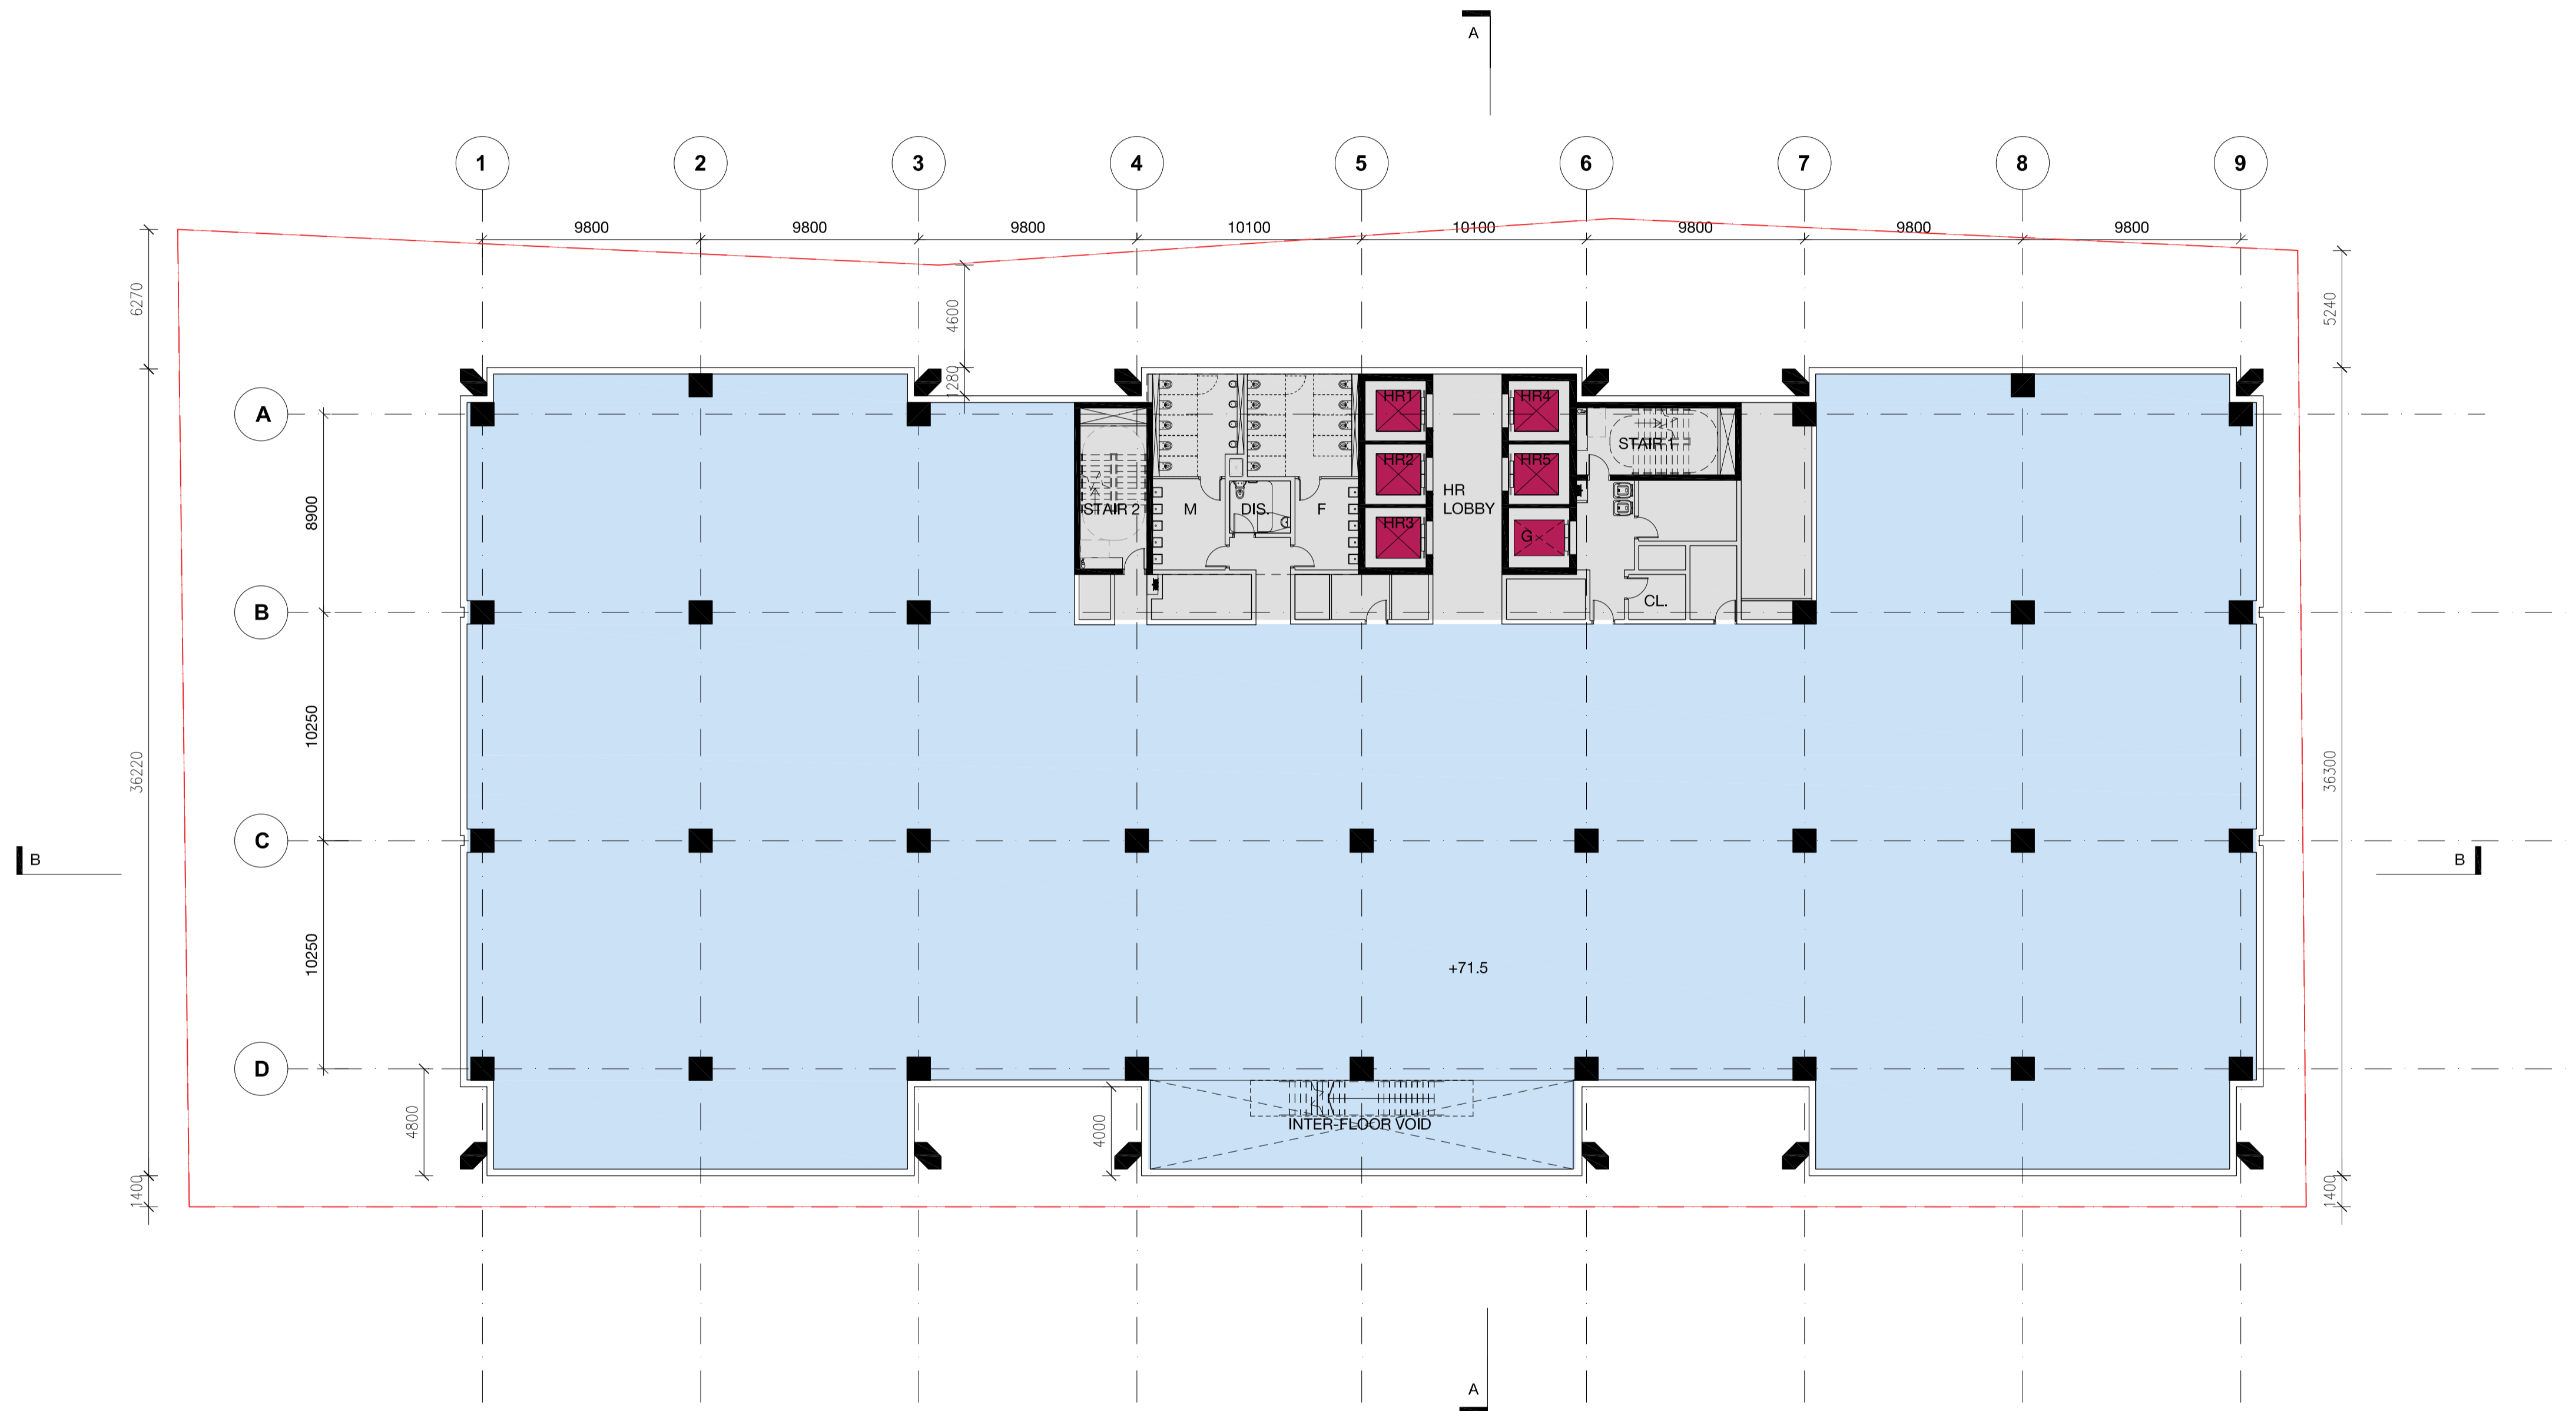 A
1 2 3 4 5 6 7 8 9
9800 9800 9800 10100 10100 9800 9800 9800
6270
4600
5240
1280
A
HR1
HR4
STAIR 1
8900
HR2
HR5
HR
LOBBY
STAIR 2
M
DIS.
F
HR3
G
B
CL.
10250
36220
36300
C
B
B
10250
+71.5
D
4800
4000
INTER-FLOOR VOID
1400
1400
A